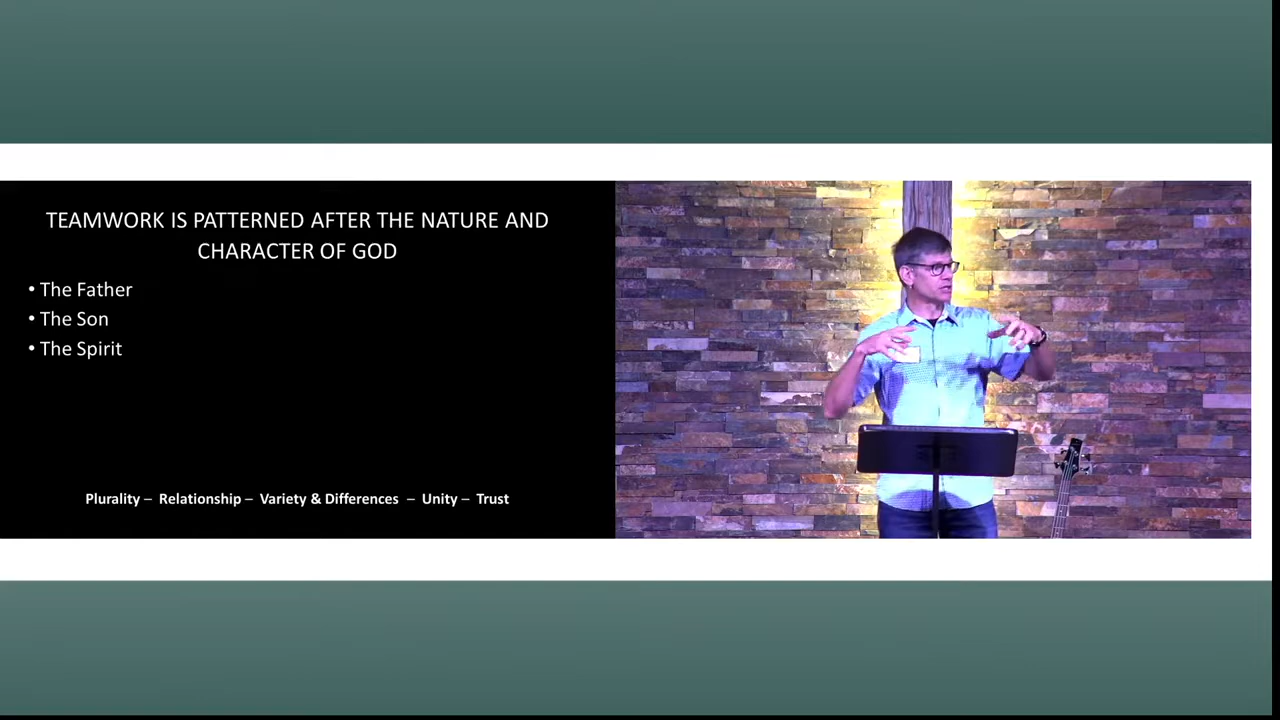 TEAMWORK IS PATTERNED AFTER THE NATURE AND
CHARACTER OF GOD
• The Father
• The Son
• The Spirit
Plurality – Relationship – Variety & Differences – Unity – Trust